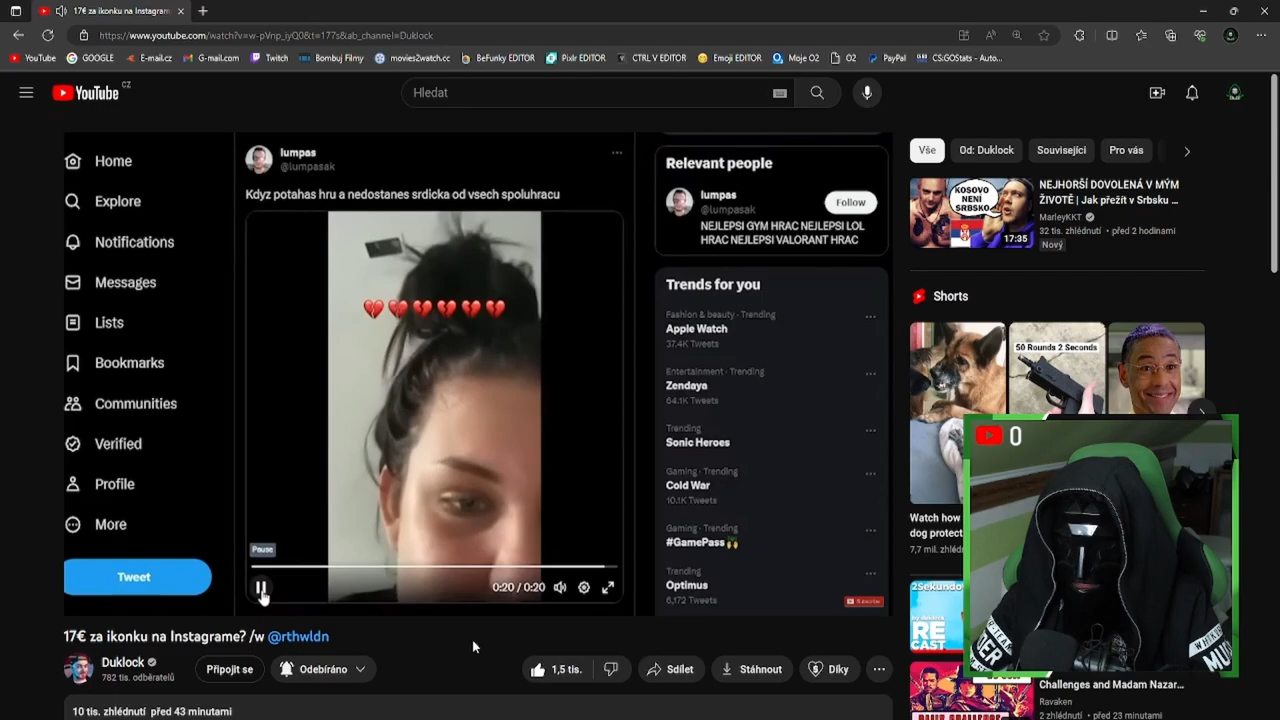 17€ za ikonku na Instagram
https://www.youtube.com/watch?v=w-pVnp_iyQ0&t=177s&ab_channel=Duklock
YouTube
GOOGLE
E-mail.cz
G-mail.com
Twitch
Bombuj Filmy
movies2watch.cc
BeFunky EDITOR
Pixlr EDITOR
CTRL V EDITOR
Emoji EDITOR
Moje O2
O2
PayPal
CS:GOStats - Auto...
YouTube CZ
Hledat
Home
Explore
Notifications
Messages
Lists
Bookmarks
Communities
Verified
Profile
More
Tweet
lumpas
@lumpasak
Kdyz potahas hru a nedostanes srdicka od vsech spoluhracu
Pause
0:20 / 0:20
Relevant people
lumpas
@lumpasak
Follow
NEJLEPSI GYM HRAC NEJLEPSI LOL
HRAC NEJLEPSI VALORANT HRAC
Trends for you
Fashion & beauty · Trending
Apple Watch
37.4K Tweets
Entertainment · Trending
Zendaya
64.1K Tweets
Trending
Sonic Heroes
Gaming · Trending
Cold War
10.1K Tweets
Gaming · Trending
#GamePass🙌
Trending
Optimus
6,172 Tweets
Subscribe
17€ za ikonku na Instagrame? /w @rthwldn
Duklock
782 tis. odběratelů
Připojit se
Odebíráno
1,5 tis.
Sdílet
Stáhnout
Díky
10 tis. zhlédnutí před 43 minutami
Vše
Od: Duklock
Související
Pro vás
KOSOVO
NENÍ
SRBSKO
17:35
NEJHORŠÍ DOVOLENÁ V MÝM
ŽIVOTĚ | Jak přežít v Srbsku ...
MarleyKKT
32 tis. zhlédnutí · před 2 hodinami
Nový
Shorts
50 Rounds 2 Seconds
Watch how
dog protect
7,7 mil. zhlédn
0
2Sekundov
by duklock
RE
CAST
Challenges and Madam Nazar...
Ravaken
2 zhlédnutí · před 23 minutami